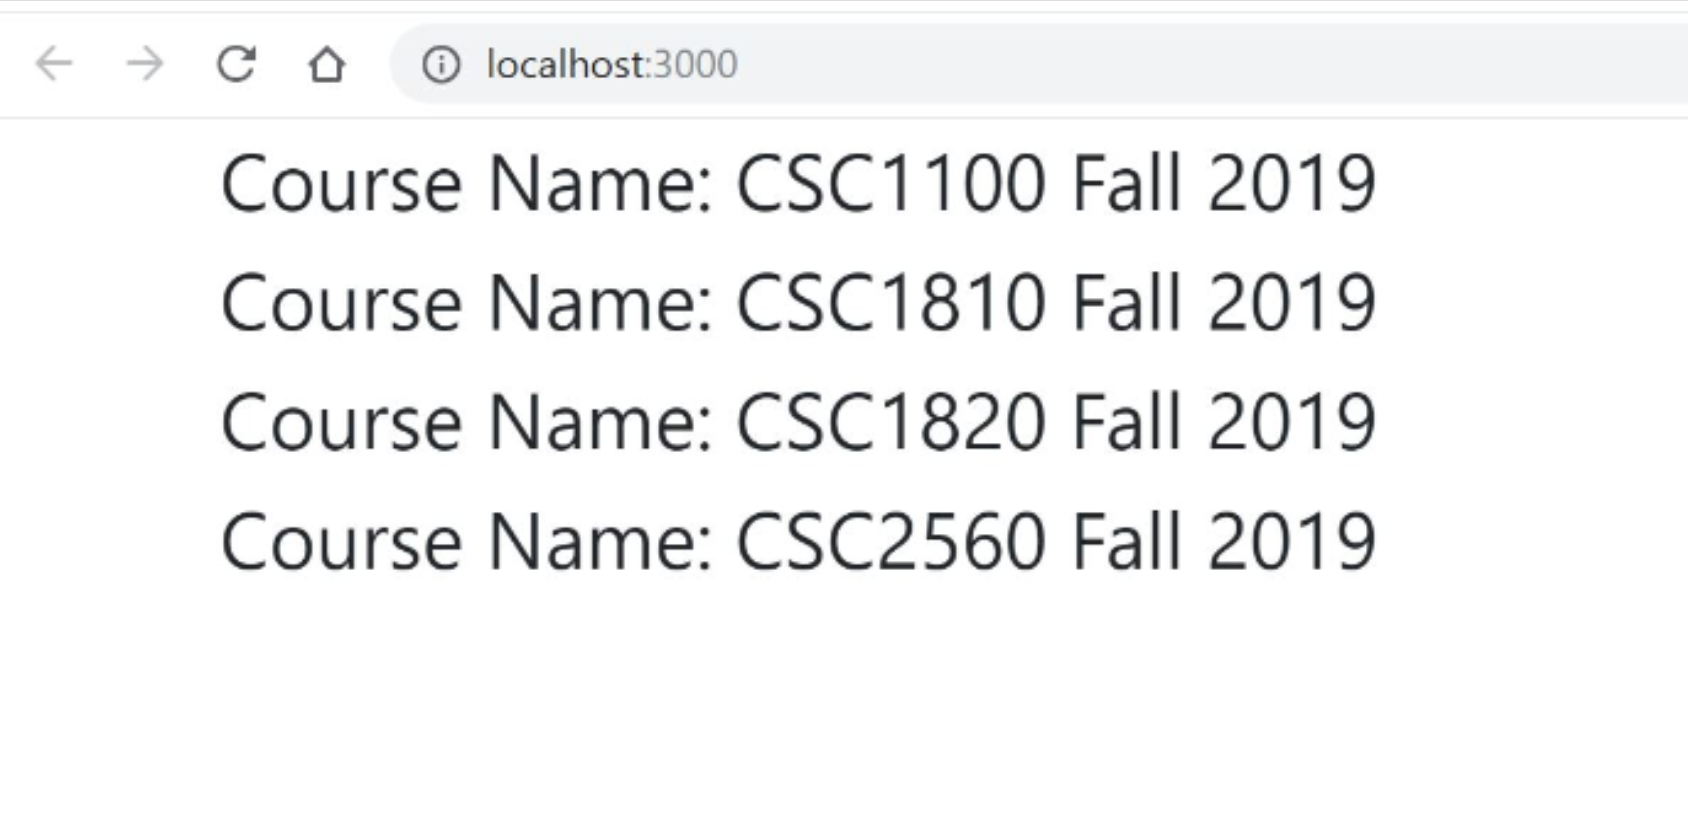 localhost:3000
Course Name: CSC1100 Fall 2019
Course Name: CSC1810 Fall 2019
Course Name: CSC1820 Fall 2019
Course Name: CSC2560 Fall 2019